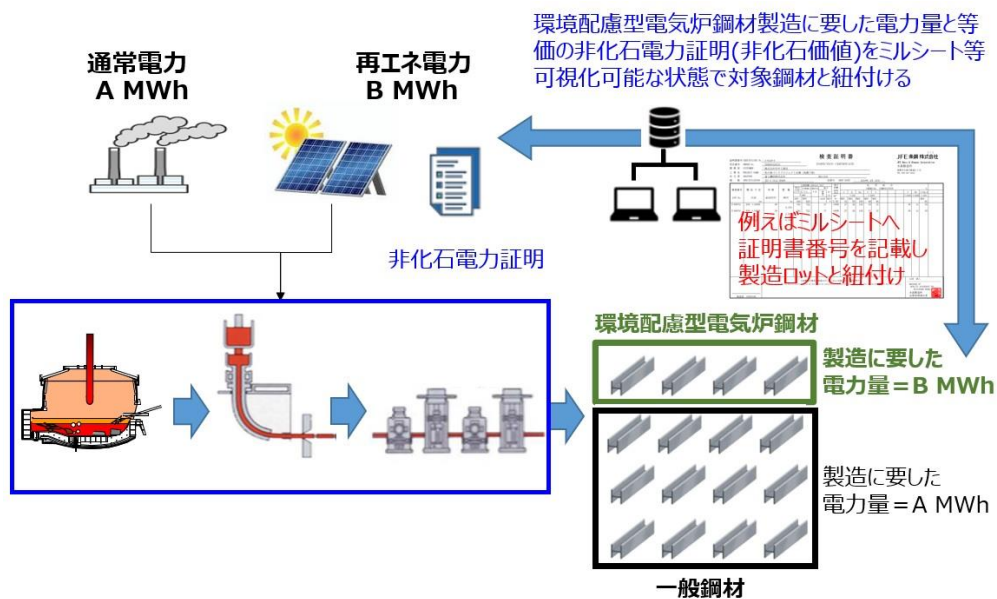 環境配慮型電気炉鋼材製造に要した電力量と等
価の非化石電力証明(非化石価値)をミルシート等
可視化可能な状態で対象鋼材と紐付ける
通常電力
A MWh
再エネ電力
B MWh
検査証明書
例えばミルシートへ
証明書番号を記載し
製造ロットと紐付け
非化石電力証明
環境配慮型電気炉鋼材
製造に要した
電力量=B MWh
製造に要した
電力量=A MWh
一般鋼材